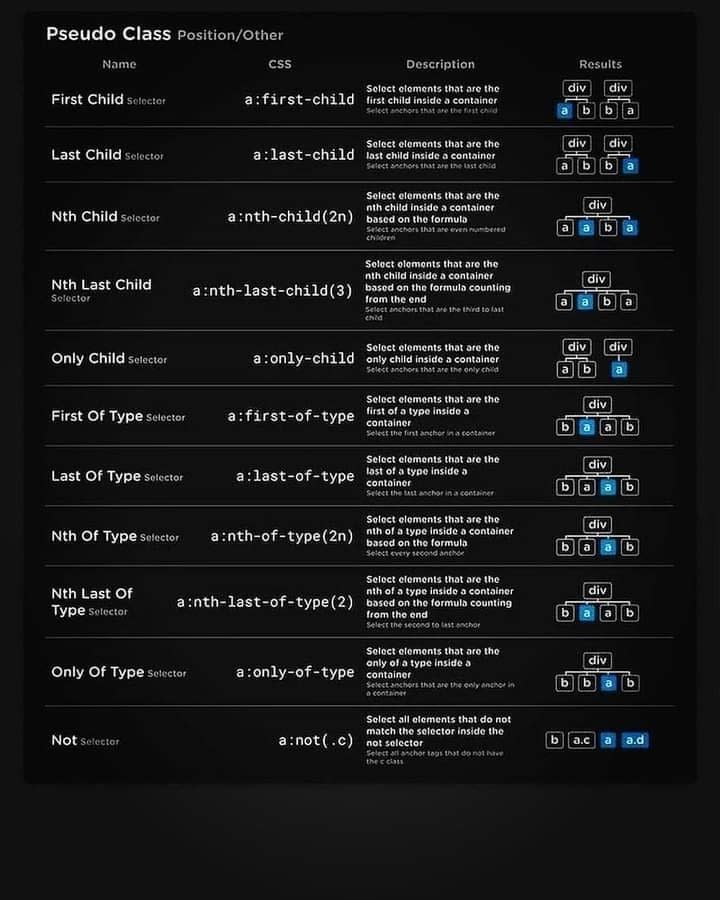 Pseudo Class Position/Other
Name CSS Description Results
First Child Selector
a:first-child
Select elements that are the
first child inside a container
Select anchors that are the first child
div div
a b b a
Last Child Selector
a:last-child
Select elements that are the
last child inside a container
Select anchors that are the last child
div div
a b b a
Nth Child Selector
a:nth-child(2n)
Select elements that are the
nth child inside a container
based on the formula
Select anchors that are even numbered
children
div
a a b a
Nth Last Child
Selector
a:nth-last-child(3)
Select elements that are the
nth child inside a container
based on the formula counting
from the end
Select anchors that are the third to last
child
div
a a b a
Only Child Selector
a:only-child
Select elements that are the
only child inside a container
Select anchors that are the only child
div div
a b a
First Of Type Selector
a:first-of-type
Select elements that are the
first of a type inside a
container
Select the first anchor in a container
div
b a a b
Last Of Type Selector
a:last-of-type
Select elements that are the
last of a type inside a
container
Select the last anchor in a container
div
b a a b
Nth Of Type Selector
a:nth-of-type(2n)
Select elements that are the
nth of a type inside a container
based on the formula
Select every second anchor
div
b a a b
Nth Last Of
Type Selector
a:nth-last-of-type(2)
Select elements that are the
nth of a type inside a container
based on the formula counting
from the end
Select the second to last anchor
div
b a a b
Only Of Type Selector
a:only-of-type
Select elements that are the
only of a type inside a
container
Select anchors that are the only anchor in
a container
div
b b a b
Not Selector
a:not(.c)
Select all elements that do not
match the selector inside the
not selector
Select all anchor tags that do not have
the c class
b a.c a a.d